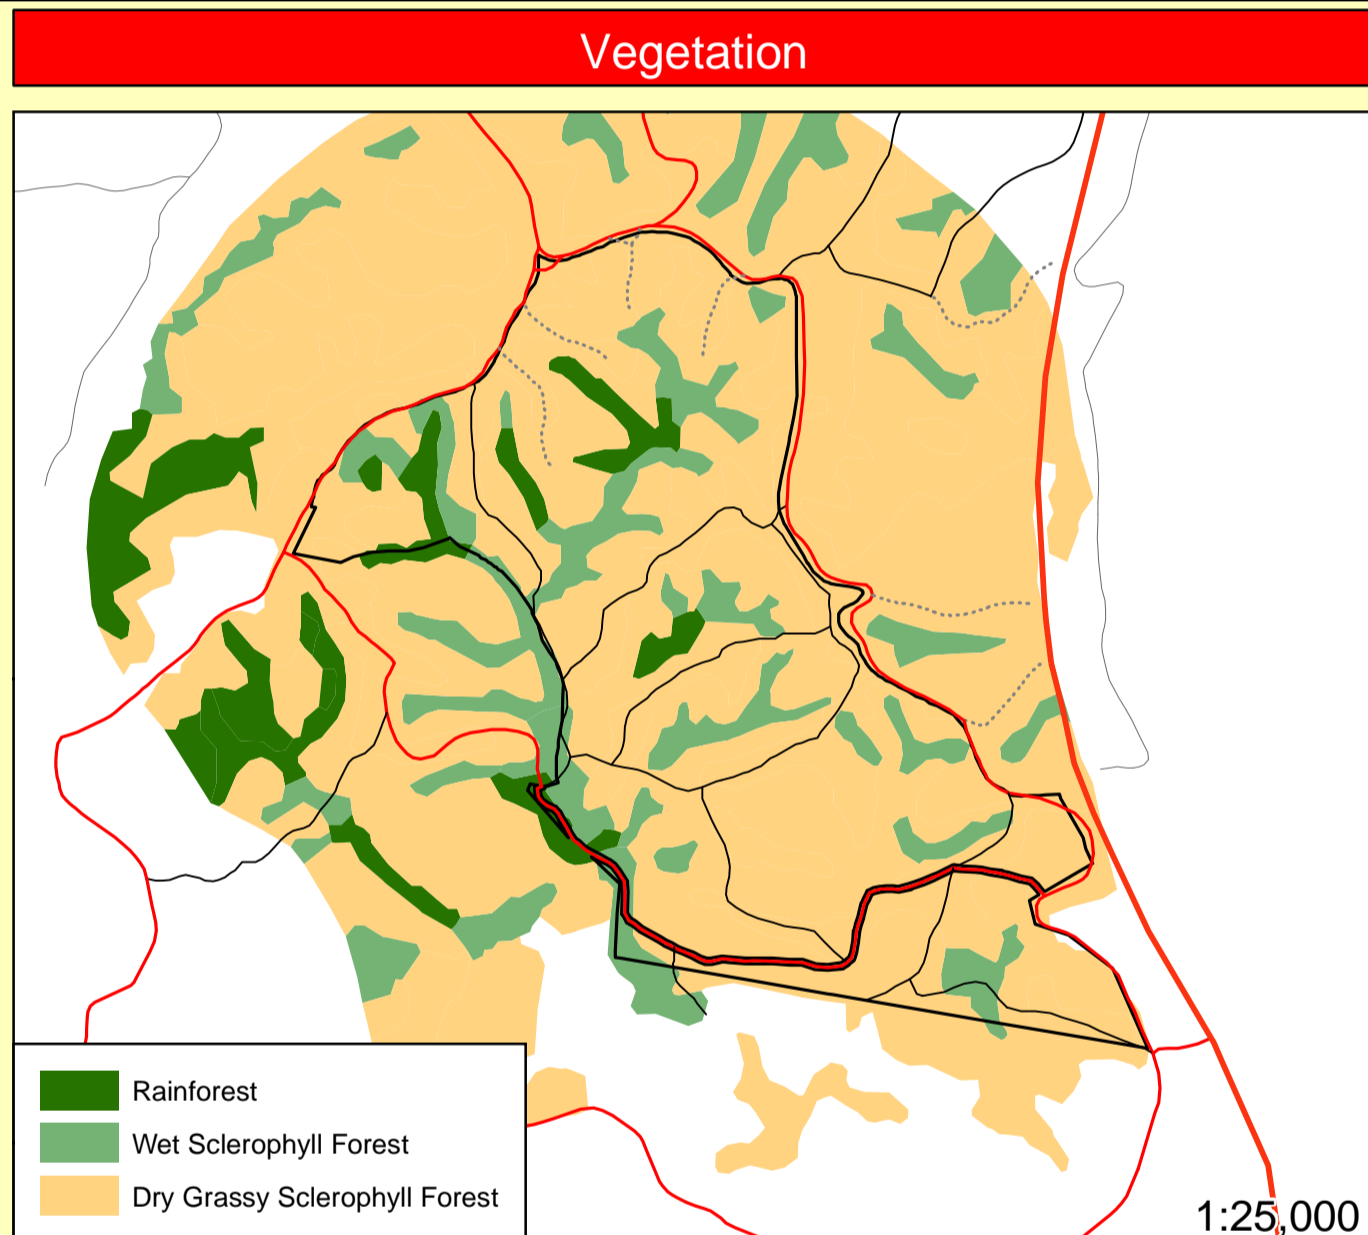 Vegetation
Rainforest
Wet Sclerophyll Forest
Dry Grassy Sclerophyll Forest
1:25,000